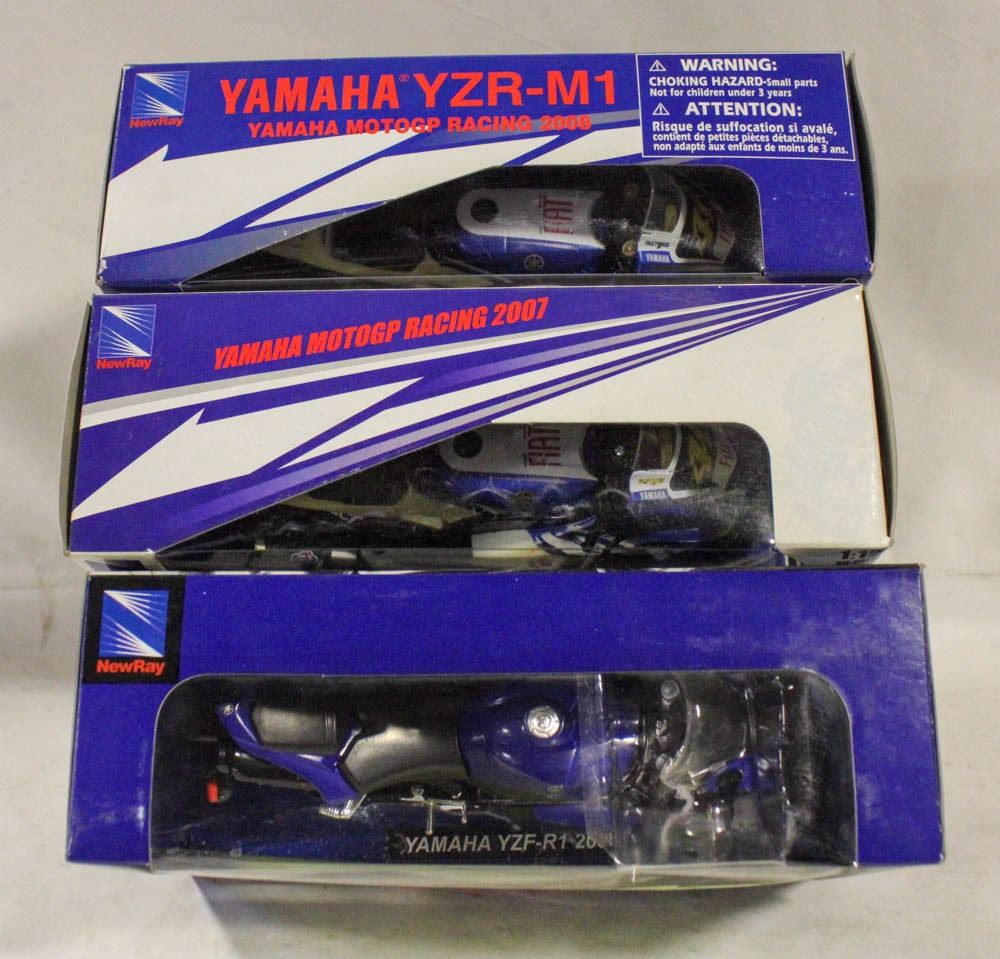 NewRay
YAMAHA® YZR-M1
YAMAHA MOTOGP RACING 2008
WARNING:
CHOKING HAZARD-Small parts
Not for children under 3 years
ATTENTION:
Risque de suffocation si avalé,
contient de petites pièces détachables,
non adapté aux enfants de moins de 3 ans.
FIAT
YAMAHA
NewRay
YAMAHA MOTOGP RACING 2007
FIAT
YAMAHA
NewRay
YAMAHA YZF-R1